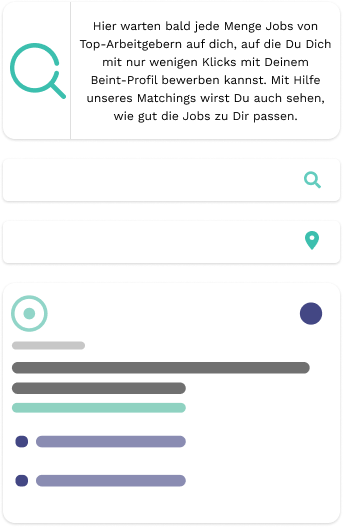 Hier warten bald jede Menge Jobs von
Top-Arbeitgebern auf dich, auf die Du Dich
mit nur wenigen Klicks mit Deinem
Beint-Profil bewerben kannst. Mit Hilfe
unseres Matchings wirst Du auch sehen,
wie gut die Jobs zu Dir passen.